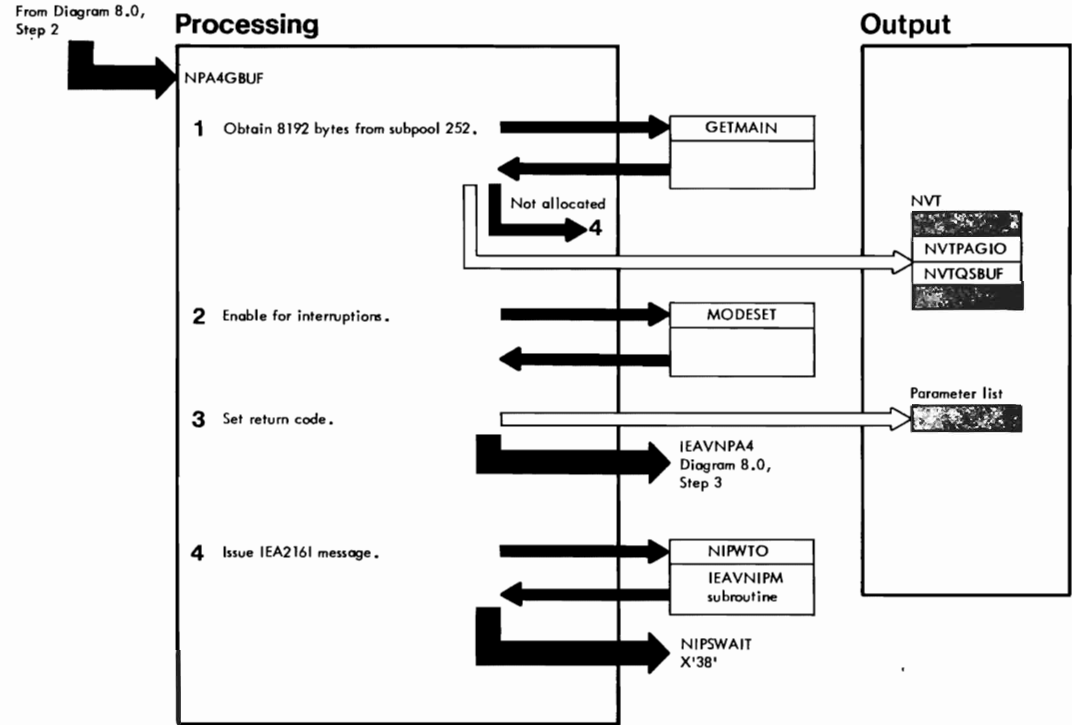 From Diagram 8.0,
Step 2
Processing
Output
NPA4GBUF
1 Obtain 8192 bytes from subpool 252.
GETMAIN
Not allocated
4
NVT
NVTPAGIO
NVTQSBUF
2 Enable for interruptions.
MODESET
3 Set return code.
Parameter list
IEAVNPA4
Diagram 8.0,
Step 3
4 Issue IEA216I message.
NIPWTO
IEAVNIPM
subroutine
NIPSWAIT
X'38'